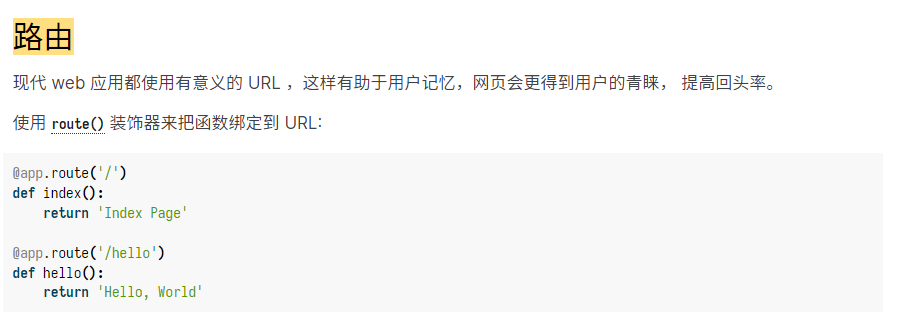 路由
现代 web 应用都使用有意义的 URL ，这样有助于用户记忆，网页会更得到用户的青睐， 提高回头率。
使用 route() 装饰器来把函数绑定到 URL:
@app.route('/')
def index():
    return 'Index Page'

@app.route('/hello')
def hello():
    return 'Hello, World'